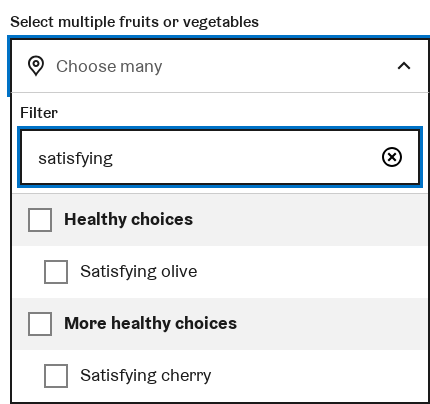 Select multiple fruits or vegetables
Choose many
Filter
satisfying
Healthy choices
Satisfying olive
More healthy choices
Satisfying cherry